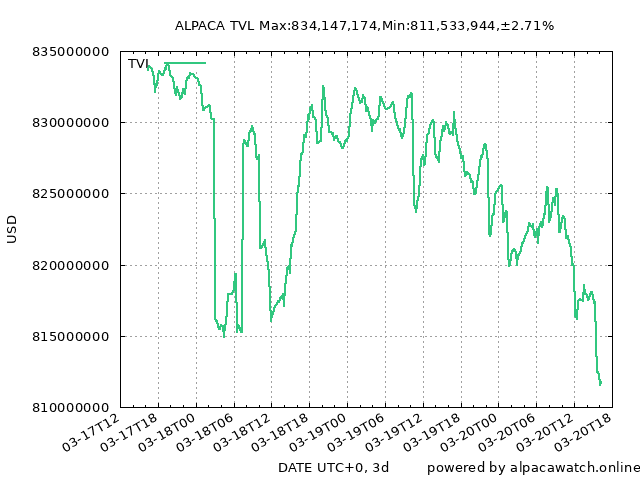 ALPACA TVL Max:834,147,174,Min:811,533,944,±2.71%
835000000
TVL
830000000
825000000
USD
820000000
815000000
810000000
03-17T12
03-17T18
03-18T00
03-18T06
03-18T12
03-18T18
03-19T00
03-19T06
03-19T12
03-19T18
03-20T00
03-20T06
03-20T12
03-20T18
DATE UTC+0, 3d
powered by alpacawatch.online